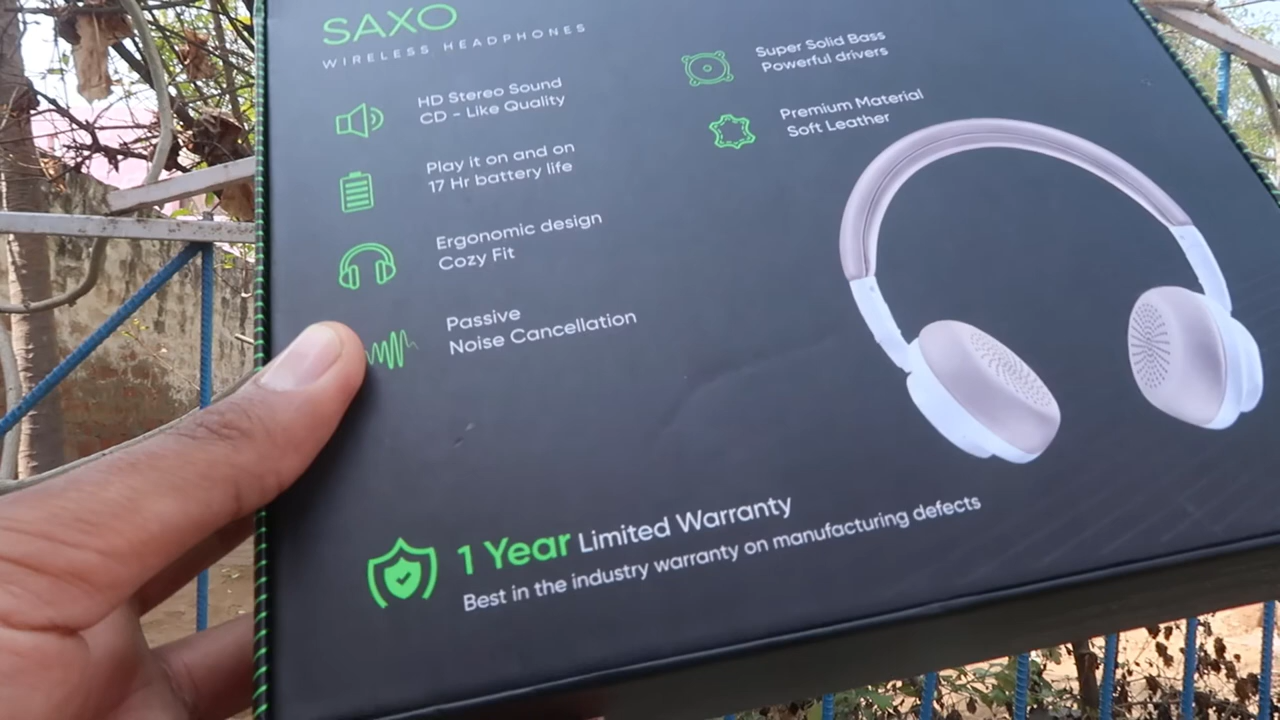 SAXO
WIRELESS HEADPHONES
HD Stereo Sound
CD - Like Quality
Play it on and on
17 Hr battery life
Ergonomic design
Cozy Fit
Passive
Noise Cancellation
Super Solid Bass
Powerful drivers
Premium Material
Soft Leather
1 Year Limited Warranty
Best in the industry warranty on manufacturing defects